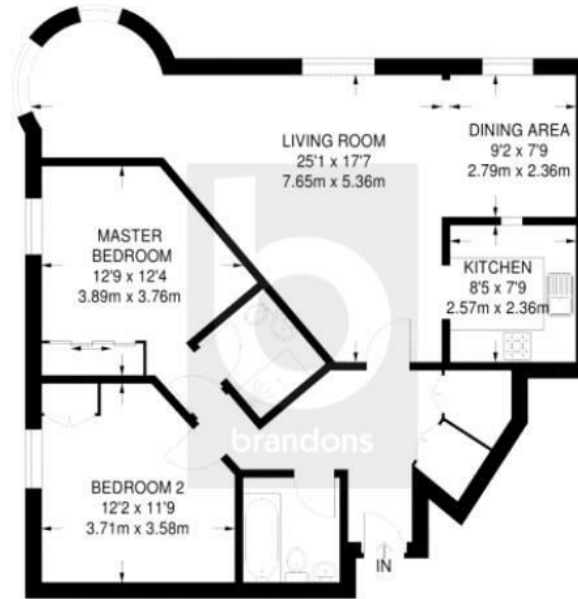 LIVING ROOM
25'1 x 17'7
7.65m x 5.36m
DINING AREA
9'2 x 7'9
2.79m x 2.36m
MASTER
BEDROOM
12'9 x 12'4
3.89m x 3.76m
KITCHEN
8'5 x 7'9
2.57m x 2.36m
b
brandons
BEDROOM 2
12'2 x 11'9
3.71m x 3.58m
IN